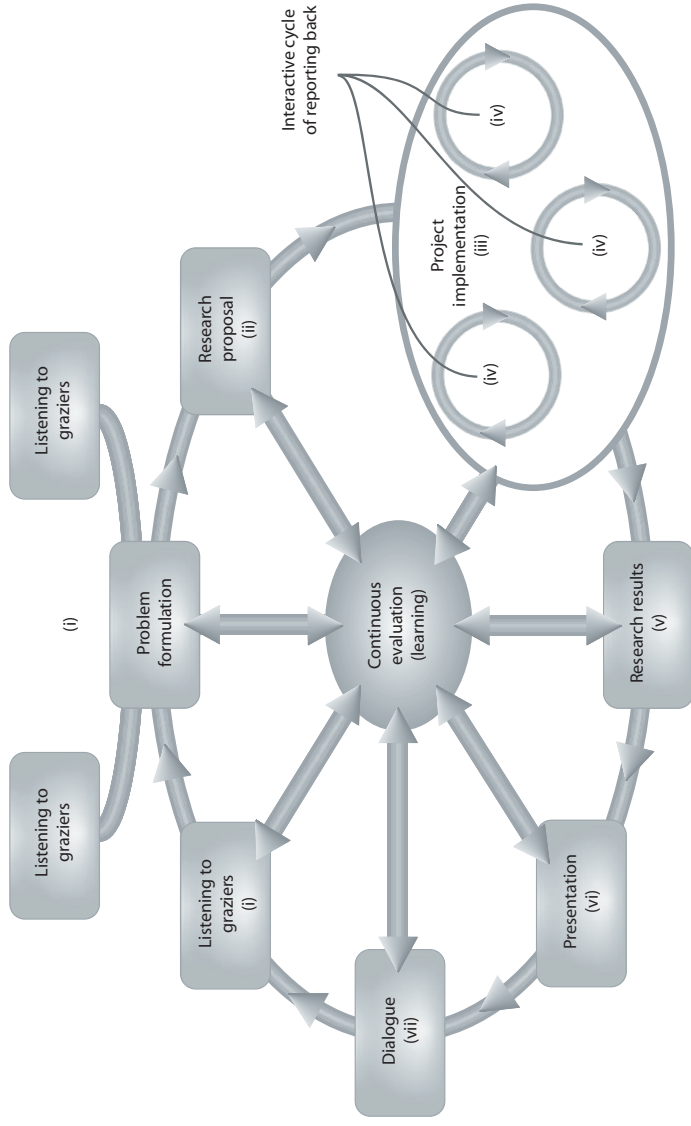 Listening to
graziers
(i)
Listening to
graziers
Problem
formulation
Listening to
graziers
(i)
Research
proposal
(ii)
Interactive cycle
of reporting back
Dialogue
(vii)
Continuous
evaluation
(learning)
Project
implementation
(iii)
(iv)
(iv)
(iv)
Presentation
(vi)
Research results
(v)